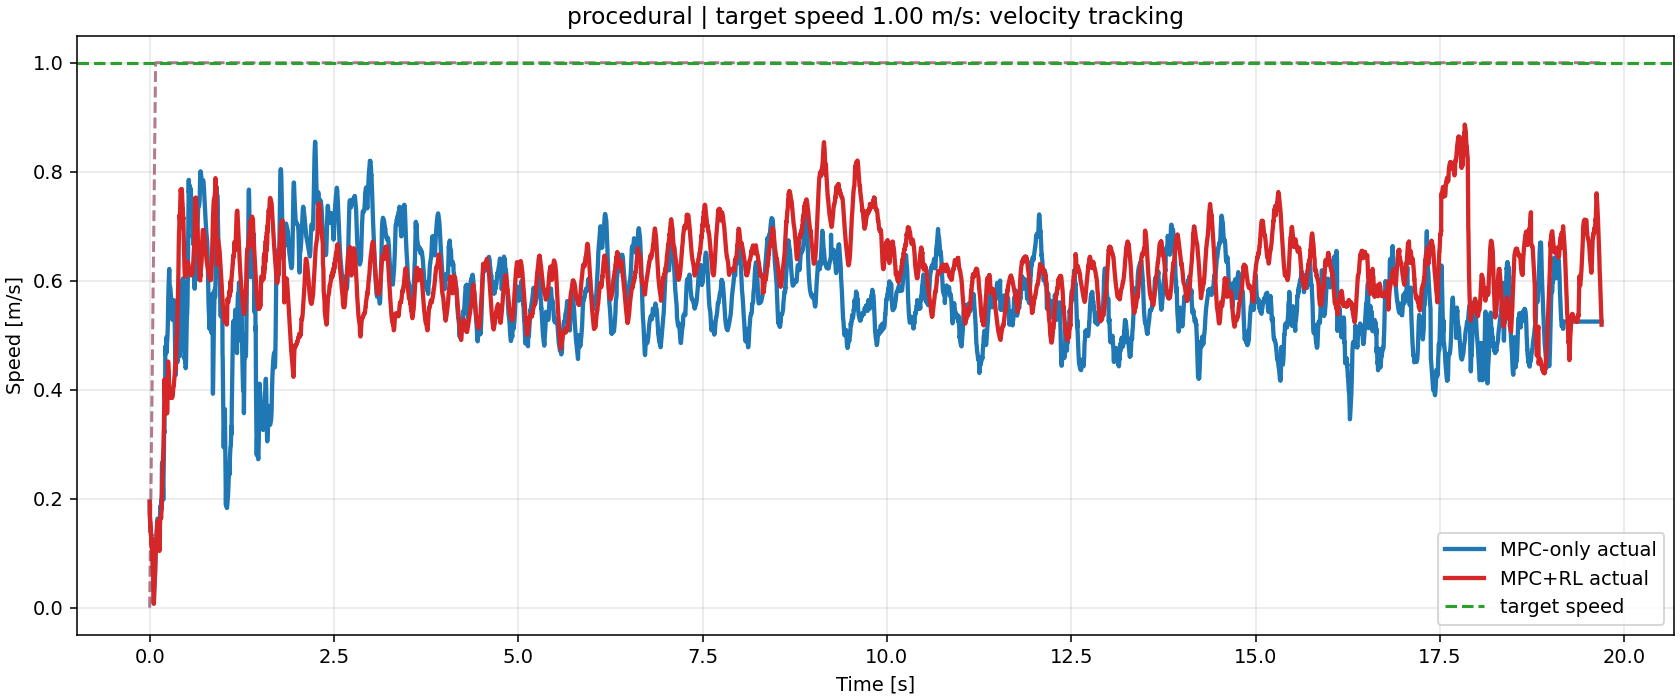 procedural | target speed 1.00 m/s: velocity tracking
Speed [m/s]
1.0
0.8
0.6
0.4
0.2
0.0
MPC-only actual
MPC+RL actual
target speed
0.0 2.5 5.0 7.5 10.0 12.5 15.0 17.5 20.0
Time [s]